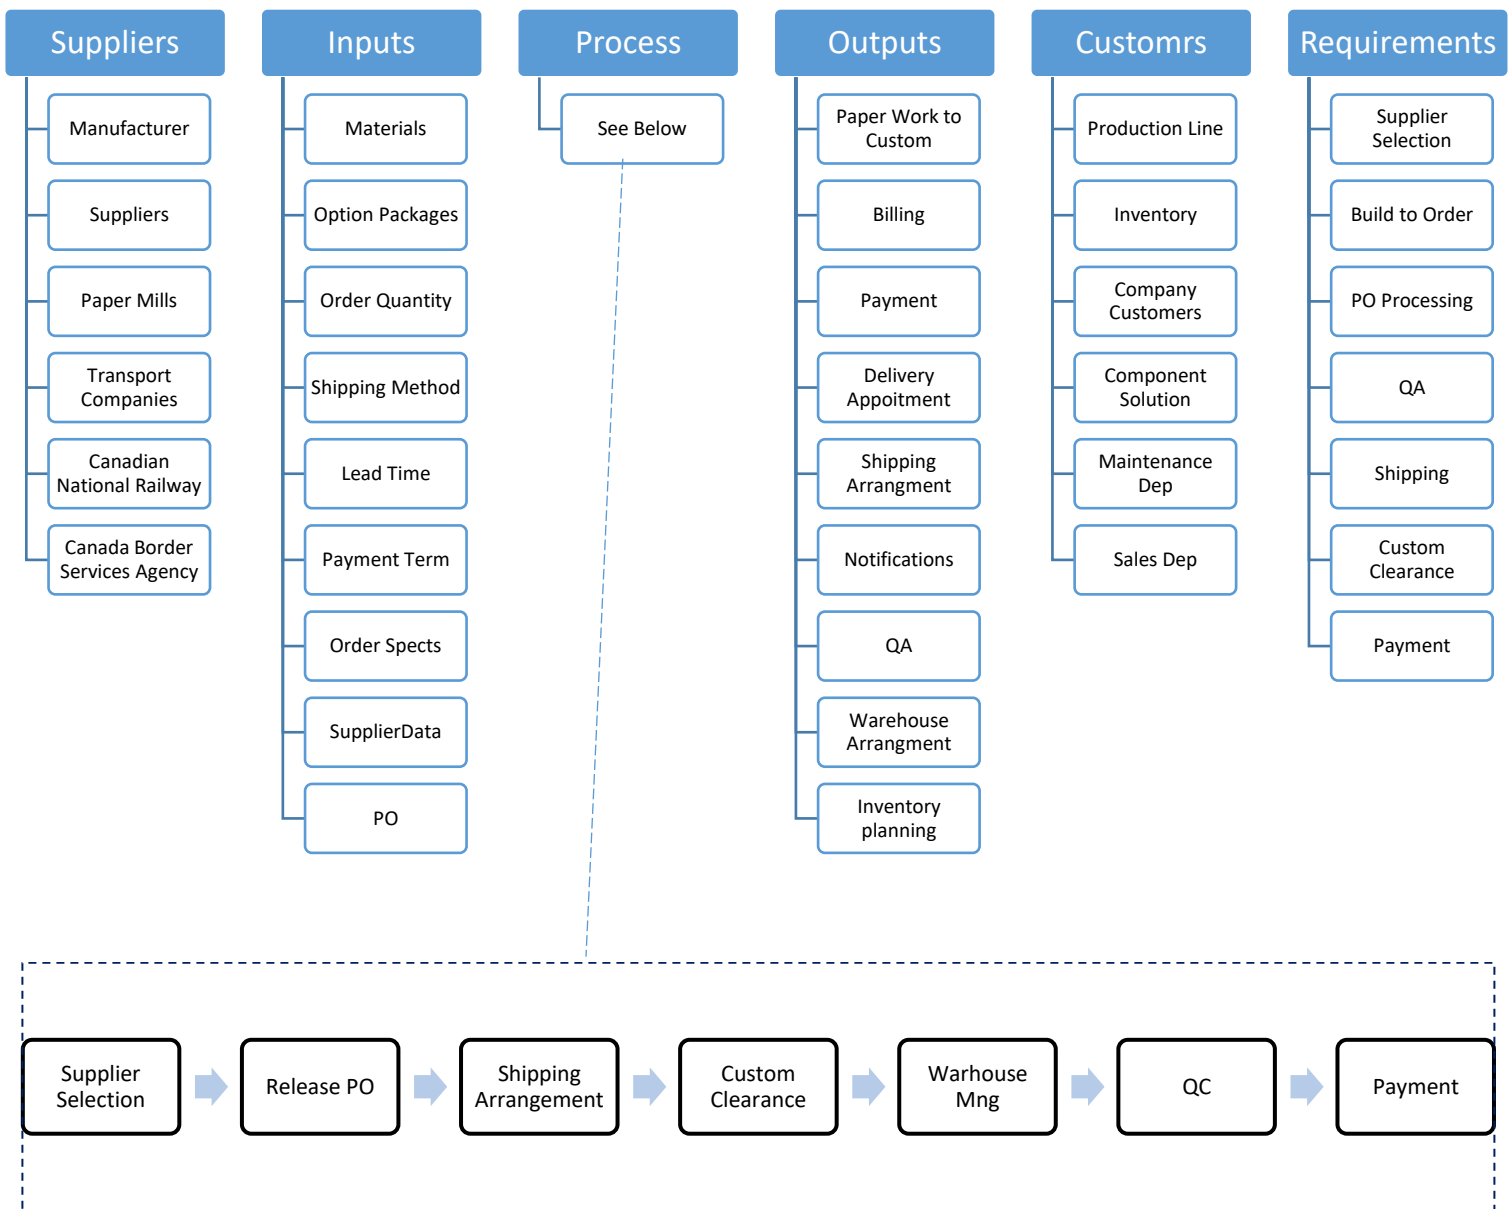 Suppliers
Manufacturer
Suppliers
Paper Mills
Transport
Companies
Canadian
National Railway
Canada Border
Services Agency
Inputs
Materials
Option Packages
Order Quantity
Shipping Method
Lead Time
Payment Term
Order Spects
SupplierData
PO
Process
See Below
Outputs
Paper Work to
Custom
Billing
Payment
Delivery
Appoitment
Shipping
Arrangment
Notifications
QA
Warehouse
Arrangment
Inventory
planning
Customrs
Production Line
Inventory
Company
Customers
Component
Solution
Maintenance
Dep
Sales Dep
Requirements
Supplier
Selection
Build to Order
PO Processing
QA
Shipping
Custom
Clearance
Payment
Supplier
Selection
Release PO
Shipping
Arrangement
Custom
Clearance
Warhouse
Mng
QC
Payment